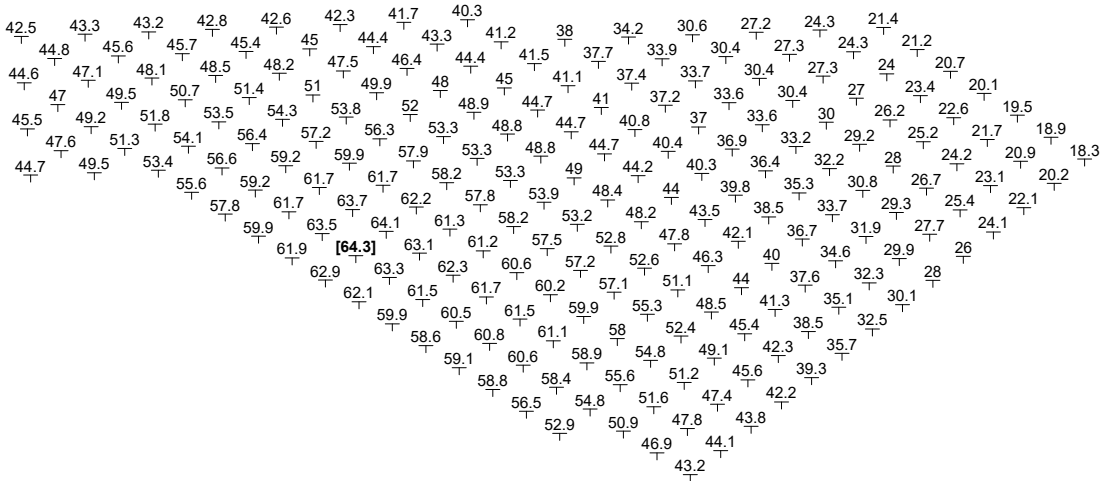 42.5 43.3 43.2 42.8 42.6 42.3 41.7 40.3
44.8 45.6 45.7 45.4 45 44.4 43.3 41.2 38 34.2 30.6 27.2 24.3 21.4
44.6 47.1 48.1 48.5 48.2 47.5 46.4 44.4 41.5 37.7 33.9 30.4 27.3 24.3 21.2
47 49.5 50.7 51.4 51 49.9 48 45 41.1 37.4 33.7 30.4 27.3 24 20.7
45.5 49.2 51.8 53.5 54.3 53.8 52 48.9 44.7 41 37.2 33.6 30.4 27 23.4 20.1
47.6 51.3 54.1 56.4 57.2 56.3 53.3 48.8 44.7 40.8 37 33.6 30 26.2 22.6 19.5
44.7 49.5 53.4 56.6 59.2 59.9 57.9 53.3 48.8 44.7 40.4 36.9 33.2 29.2 25.2 21.7 18.9
55.6 59.2 61.7 61.7 58.2 53.3 49 44.2 40.3 36.4 32.2 28 24.2 20.9 18.3
57.8 61.7 63.7 62.2 57.8 53.9 48.4 44 39.8 35.3 30.8 26.7 23.1 20.2
59.9 63.5 64.1 61.3 58.2 53.2 48.2 43.5 38.5 33.7 29.3 25.4 22.1
61.9 [64.3] 63.1 61.2 57.5 52.8 47.8 42.1 36.7 31.9 27.7 24.1
62.9 63.3 62.3 60.6 57.2 52.6 46.3 40 34.6 29.9 26
62.1 61.5 61.7 60.2 57.1 51.1 44 37.6 32.3 28
59.9 60.5 61.5 59.9 55.3 48.5 41.3 35.1 30.1
58.6 60.8 61.1 58 52.4 45.4 38.5 32.5
59.1 60.6 58.9 54.8 49.1 42.3 35.7
58.8 58.4 55.6 51.2 45.6 39.3
56.5 54.8 51.6 47.4 42.2
52.9 50.9 47.8 43.8
46.9 44.1
43.2